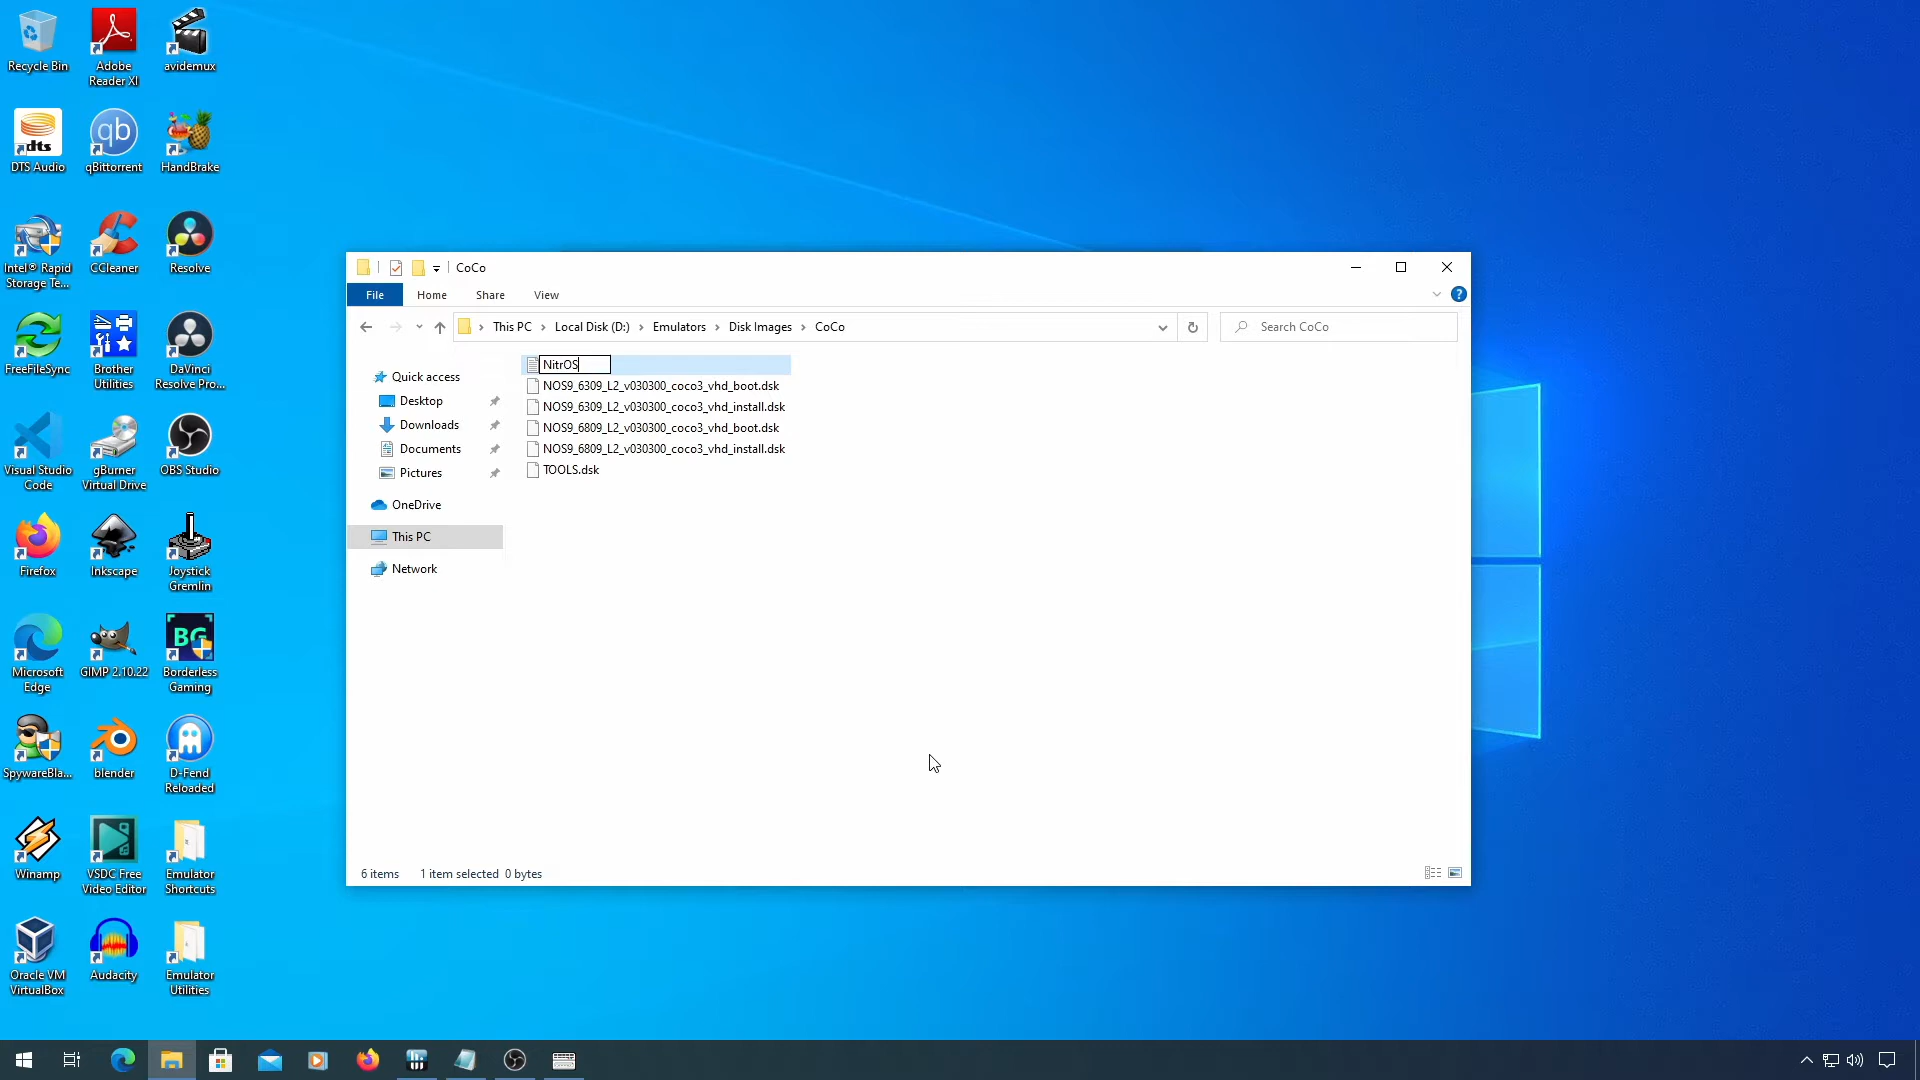 Recycle Bin
Adobe
Reader XI
avidemux
dts
DTS Audio
qb
qBittorrent
HandBrake
Intel® Rapid
Storage Te...
CCleaner
Resolve
FreeFileSync
Brother
Utilities
DaVinci
Resolve Pro...
Visual Studio
Code
gBurner
Virtual Drive
OBS Studio
Firefox
Inkscape
Joystick
Gremlin
Microsoft
Edge
GIMP 2.10.22
BG
Borderless
Gaming
SpywareBla...
blender
D-Fend
Reloaded
Winamp
VSDC Free
Video Editor
Emulator
Shortcuts
Oracle VM
VirtualBox
Audacity
Emulator
Utilities
CoCo
File Home Share View
?
This PC Local Disk (D:) Emulators Disk Images CoCo
Search CoCo
Quick access
Desktop
Downloads
Documents
Pictures
OneDrive
This PC
Network
NitrOS
NOS9_6309_L2_v030300_coco3_vhd_boot.dsk
NOS9_6309_L2_v030300_coco3_vhd_install.dsk
NOS9_6809_L2_v030300_coco3_vhd_boot.dsk
NOS9_6809_L2_v030300_coco3_vhd_install.dsk
TOOLS.dsk
6 items 1 item selected 0 bytes